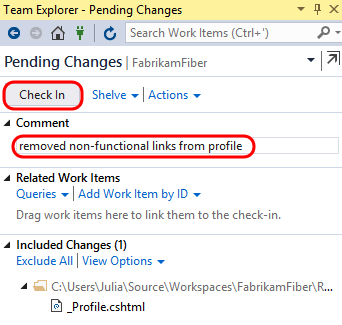 Team Explorer - Pending Changes
Search Work Items (Ctrl+')
Pending Changes | FabrikamFiber
Check In Shelve Actions
Comment
removed non-functional links from profile
Related Work Items
Queries | Add Work Item by ID
Drag work items here to link them to the check-in.
Included Changes (1)
Exclude All | View Options
C:\Users\Julia\Source\Workspaces\FabrikamFiber\R...
_Profile.cshtml